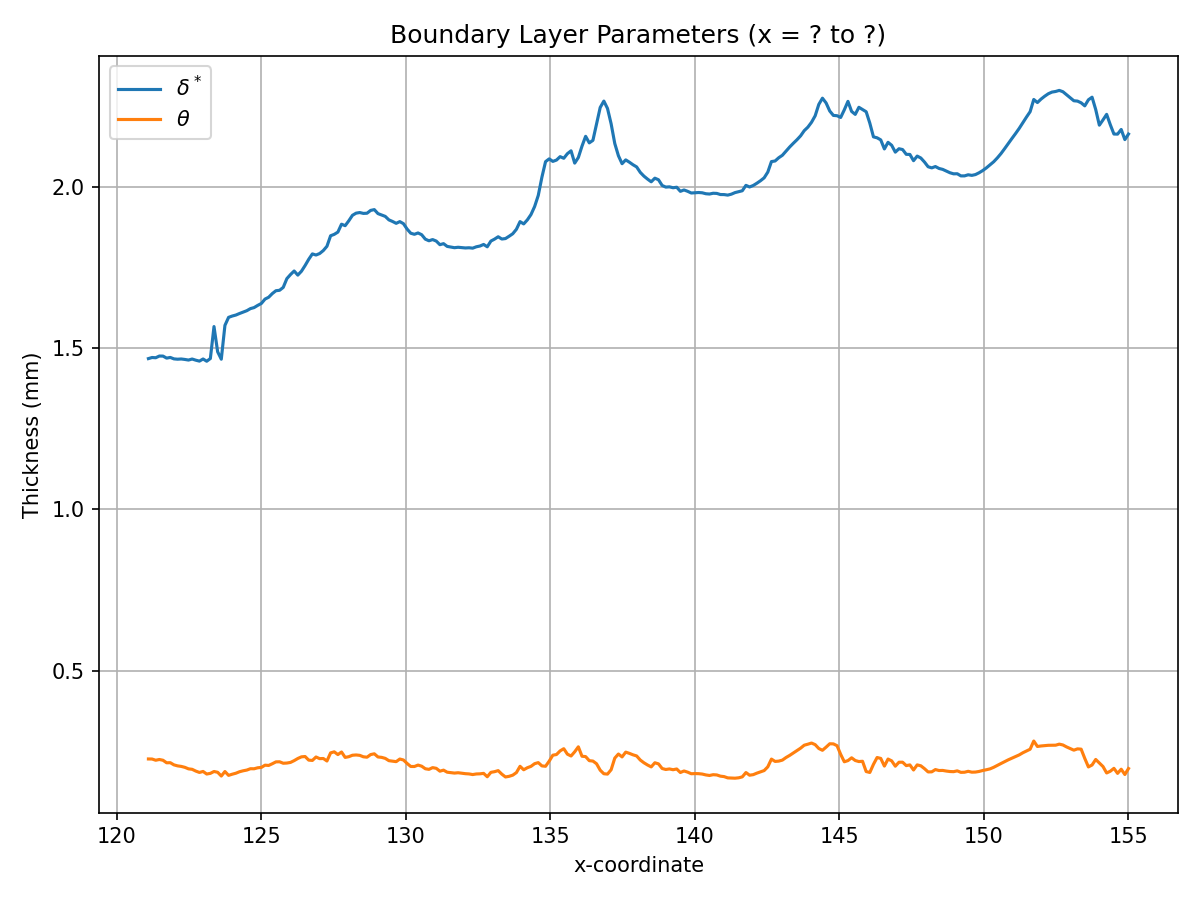 Boundary Layer Parameters (x = ? to ?)
δ*
θ
Thickness (mm)
2.0
1.5
1.0
0.5
120 125 130 135 140 145 150 155
x-coordinate